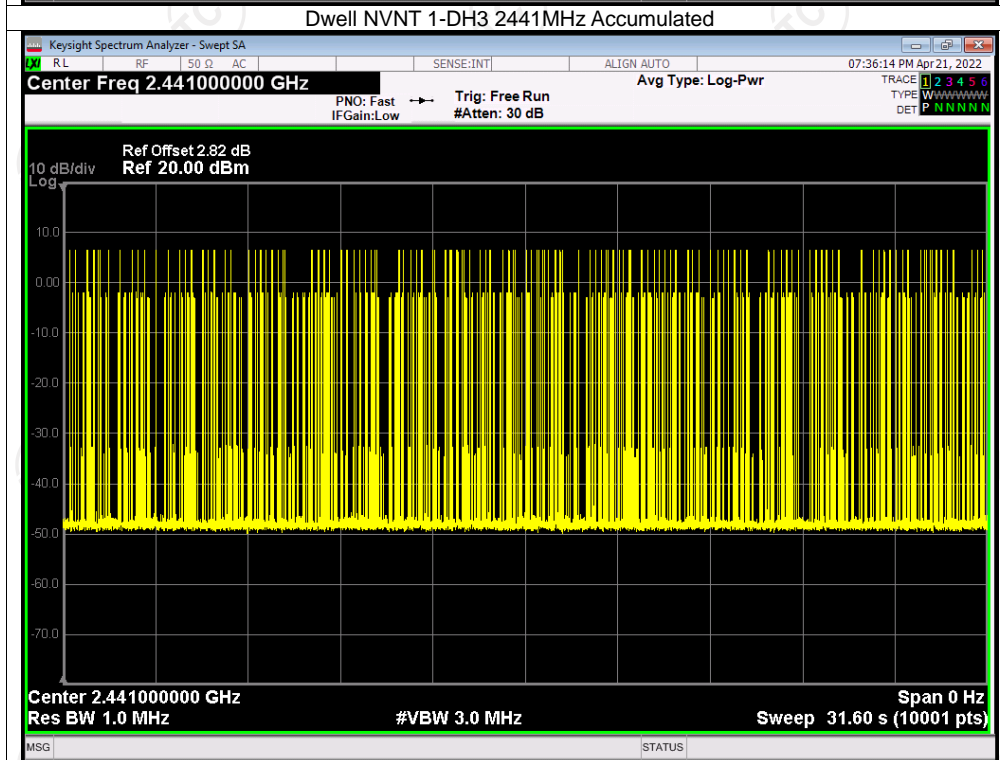 Dwell NVNT 1-DH3 2441MHz Accumulated
Keysight Spectrum Analyzer - Swept SA
LXI RL RF 50 Ω AC SENSE:INT ALIGN AUTO 07:36:14 PM Apr 21, 2022
Center Freq 2.441000000 GHz Avg Type: Log-Pwr TRACE 1 2 3 4 5 6
PNO: Fast Trig: Free Run TYPE WWWWWW
IFGain:Low #Atten: 30 dB DET P N N N N N
Ref Offset 2.82 dB
10 dB/div Ref 20.00 dBm
Log
10.0
0.00
-10.0
-20.0
-30.0
-40.0
-50.0
-60.0
-70.0
Center 2.441000000 GHz Span 0 Hz
Res BW 1.0 MHz #VBW 3.0 MHz Sweep 31.60 s (10001 pts)
MSG STATUS